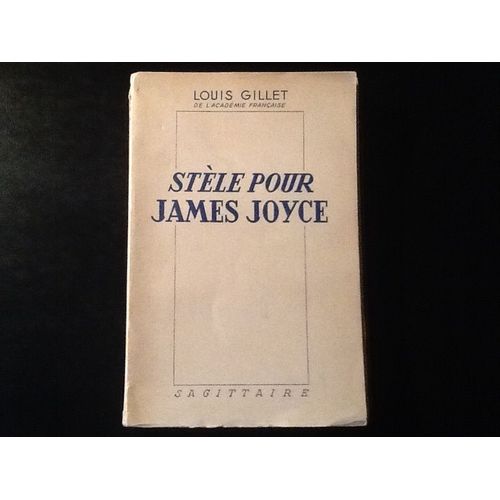 LOUIS GILLET
DE L'ACADÉMIE FRANÇAISE
STÈLE POUR
JAMES JOYCE
SAGITTAIRE